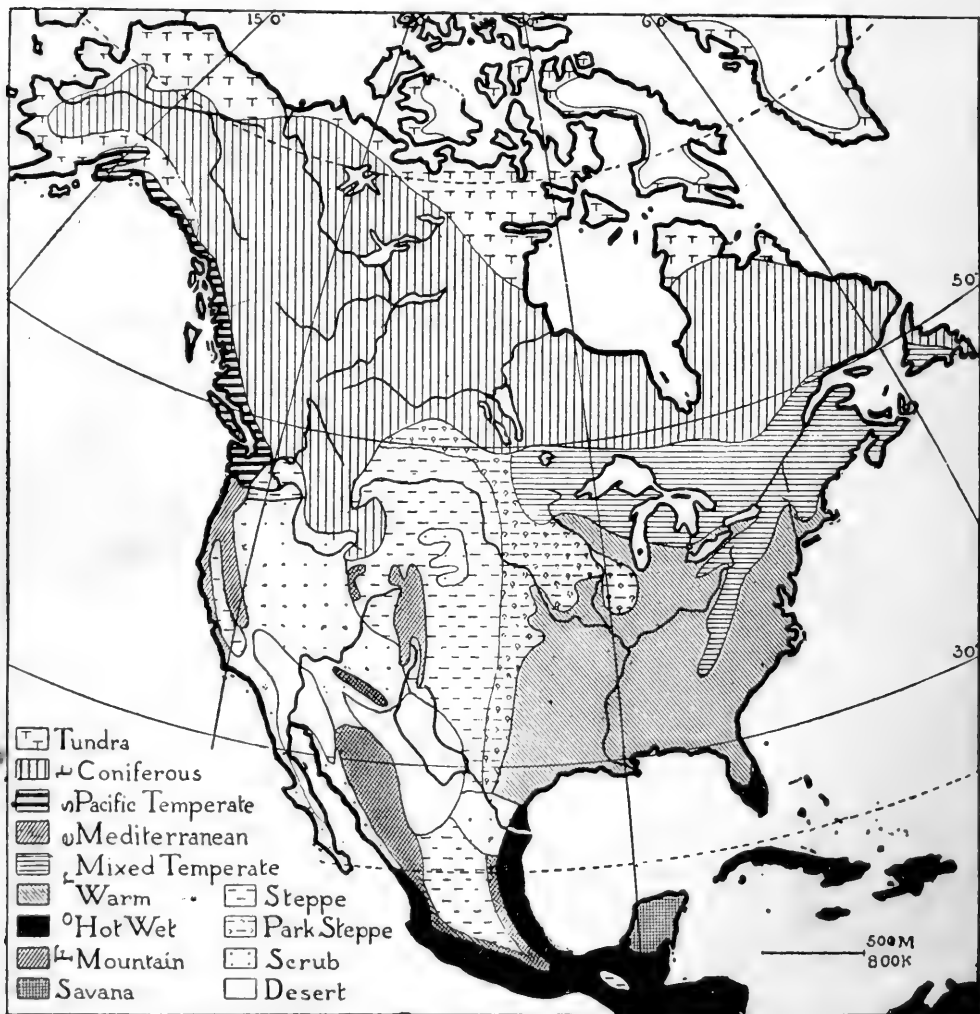 150°
60
50
30
Tundra
Coniferous
Pacific Temperate
Mediterranean
Mixed Temperate
Warm
Hot Wet
Mountain
Savana
Forest
Steppe
Park Steppe
Scrub
Desert
500M
800K